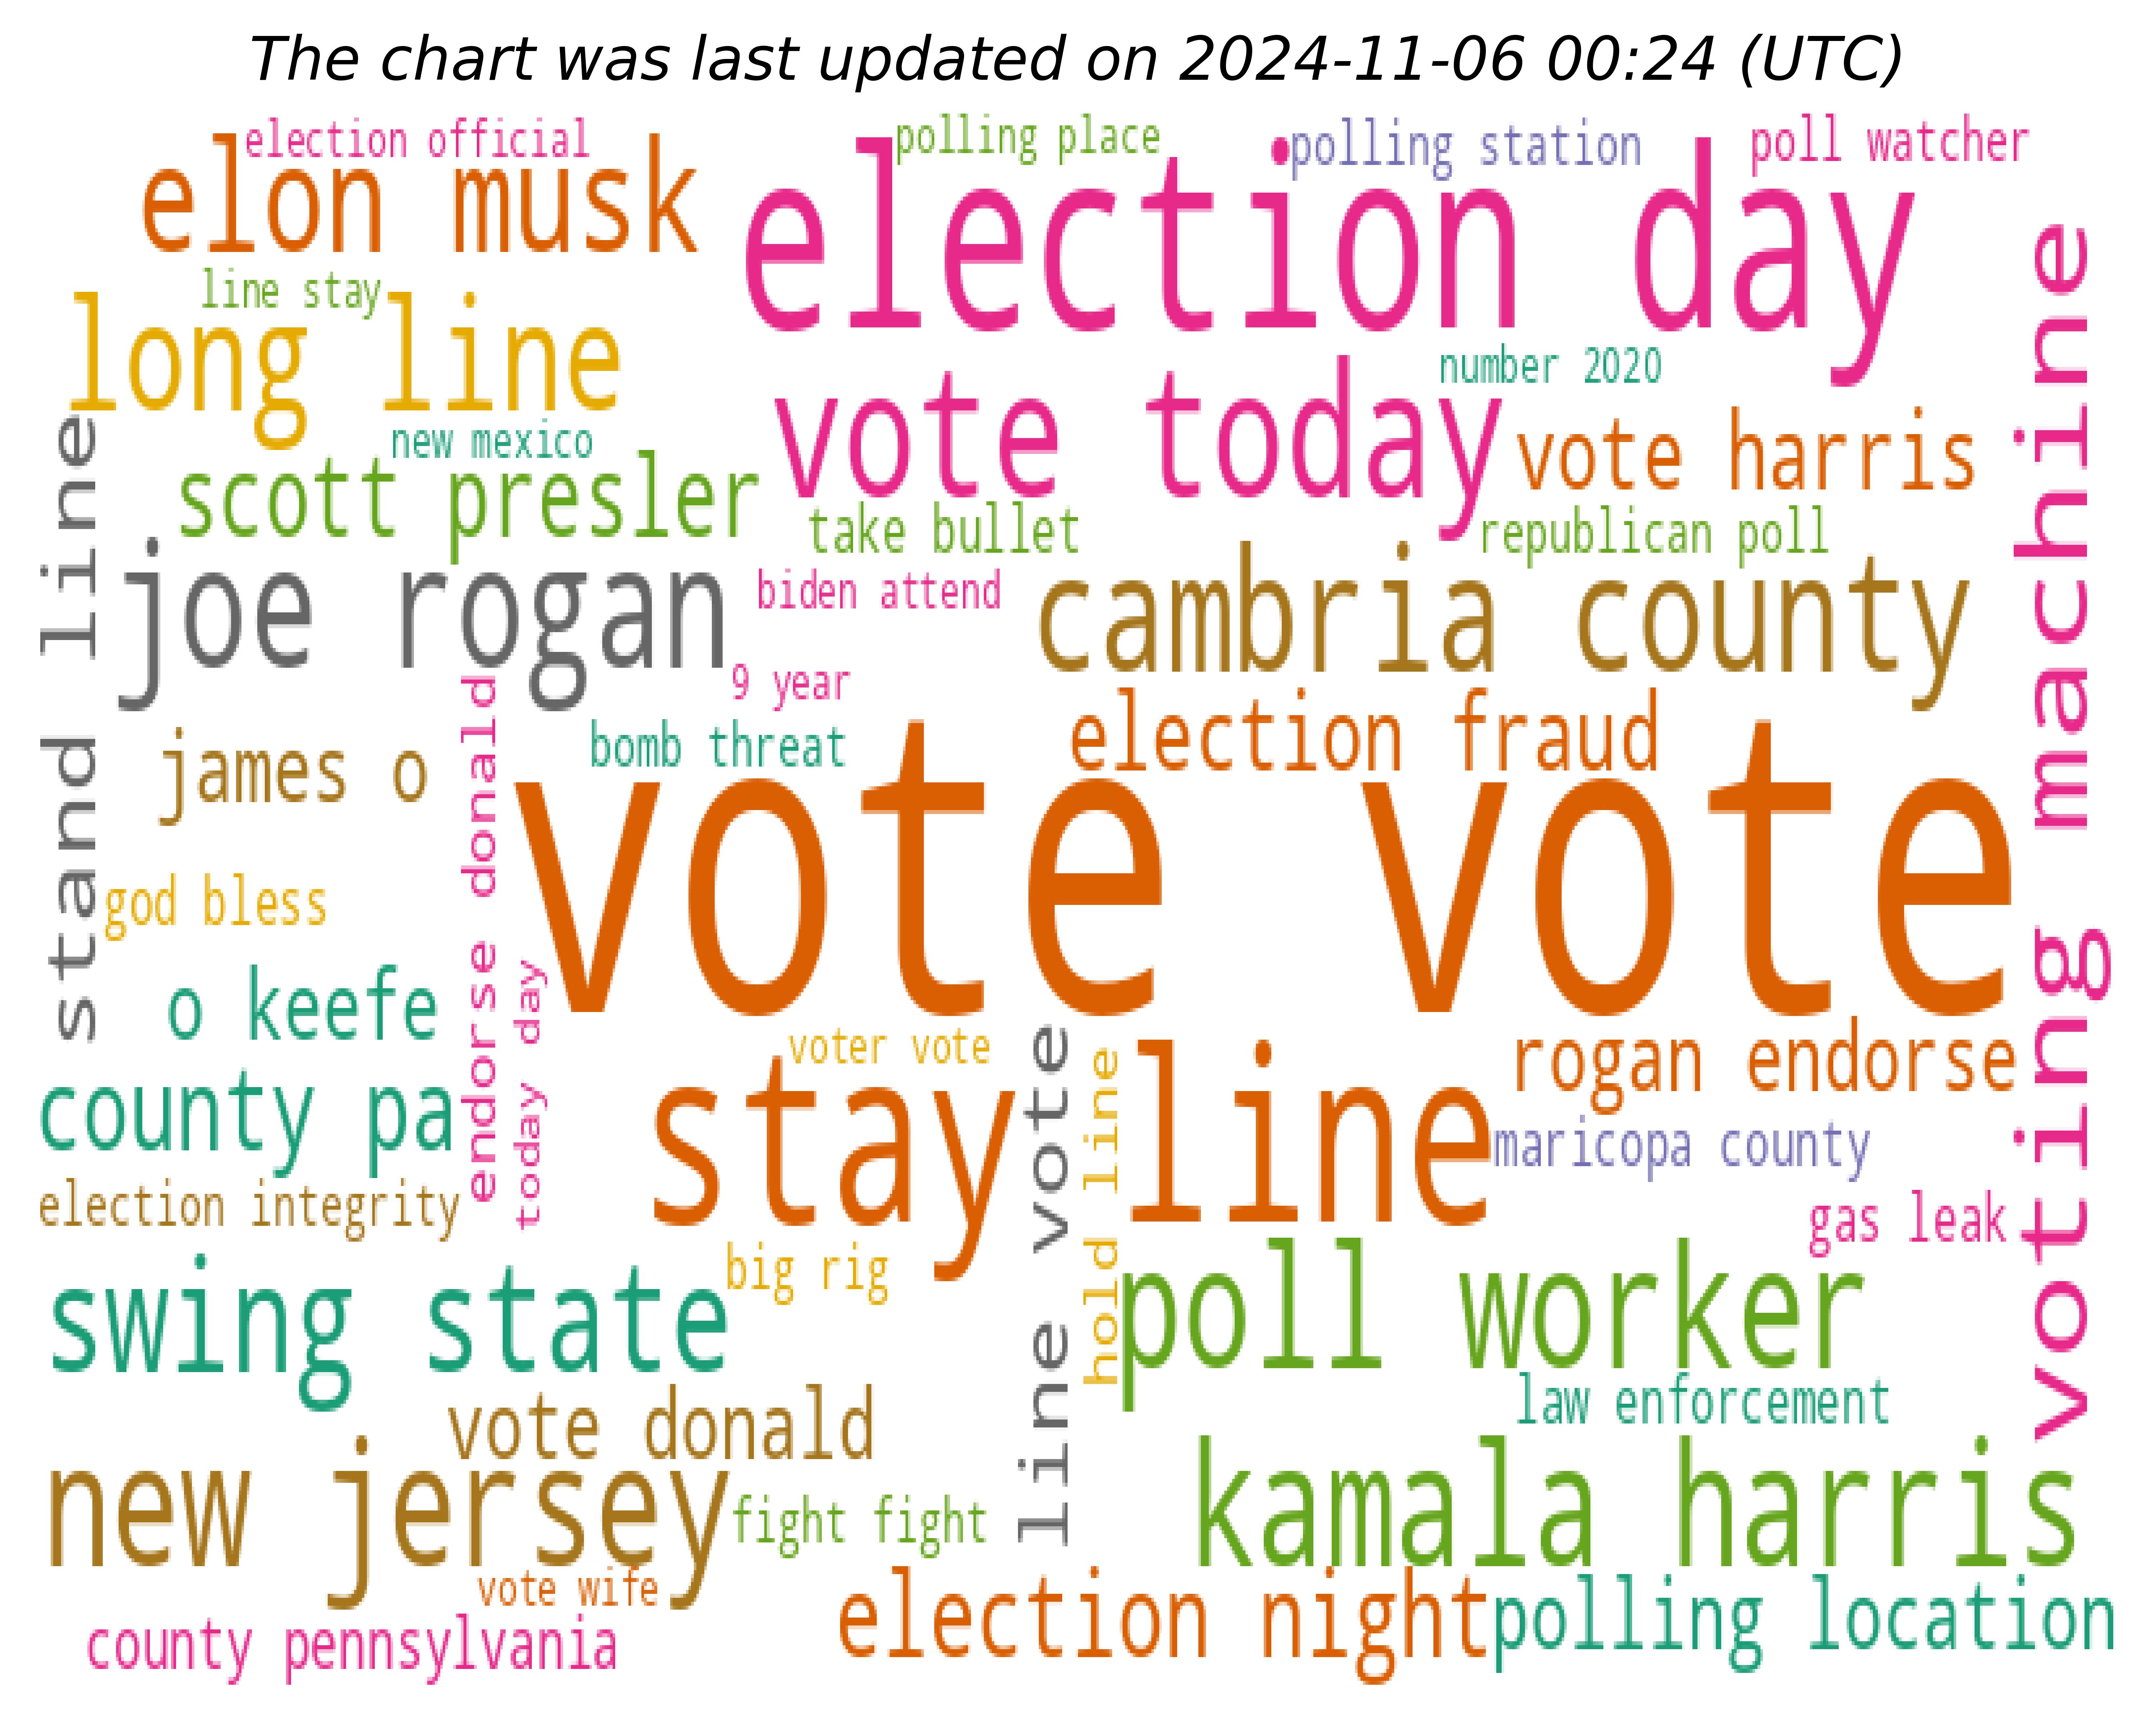 The chart was last updated on 2024-11-06 00:24 (UTC)
election official
polling place
polling station
poll watcher
elon musk
election day
line stay
long line
number 2020
vote today
new mexico
vote harris
scott presler
take bullet
republican poll
joe rogan
biden attend
cambria county
voting machine
stand line
9 year
bomb threat
election fraud
james o
endorse donald
vote vote
god bless
o keefe
today day
voter vote
stay line
line vote
hold line
rogan endorse
county pa
maricopa county
election integrity
gas leak
big rig
swing state
poll worker
law enforcement
vote donald
new jersey
fight fight
kamala harris
vote wife
election night
polling location
county pennsylvania